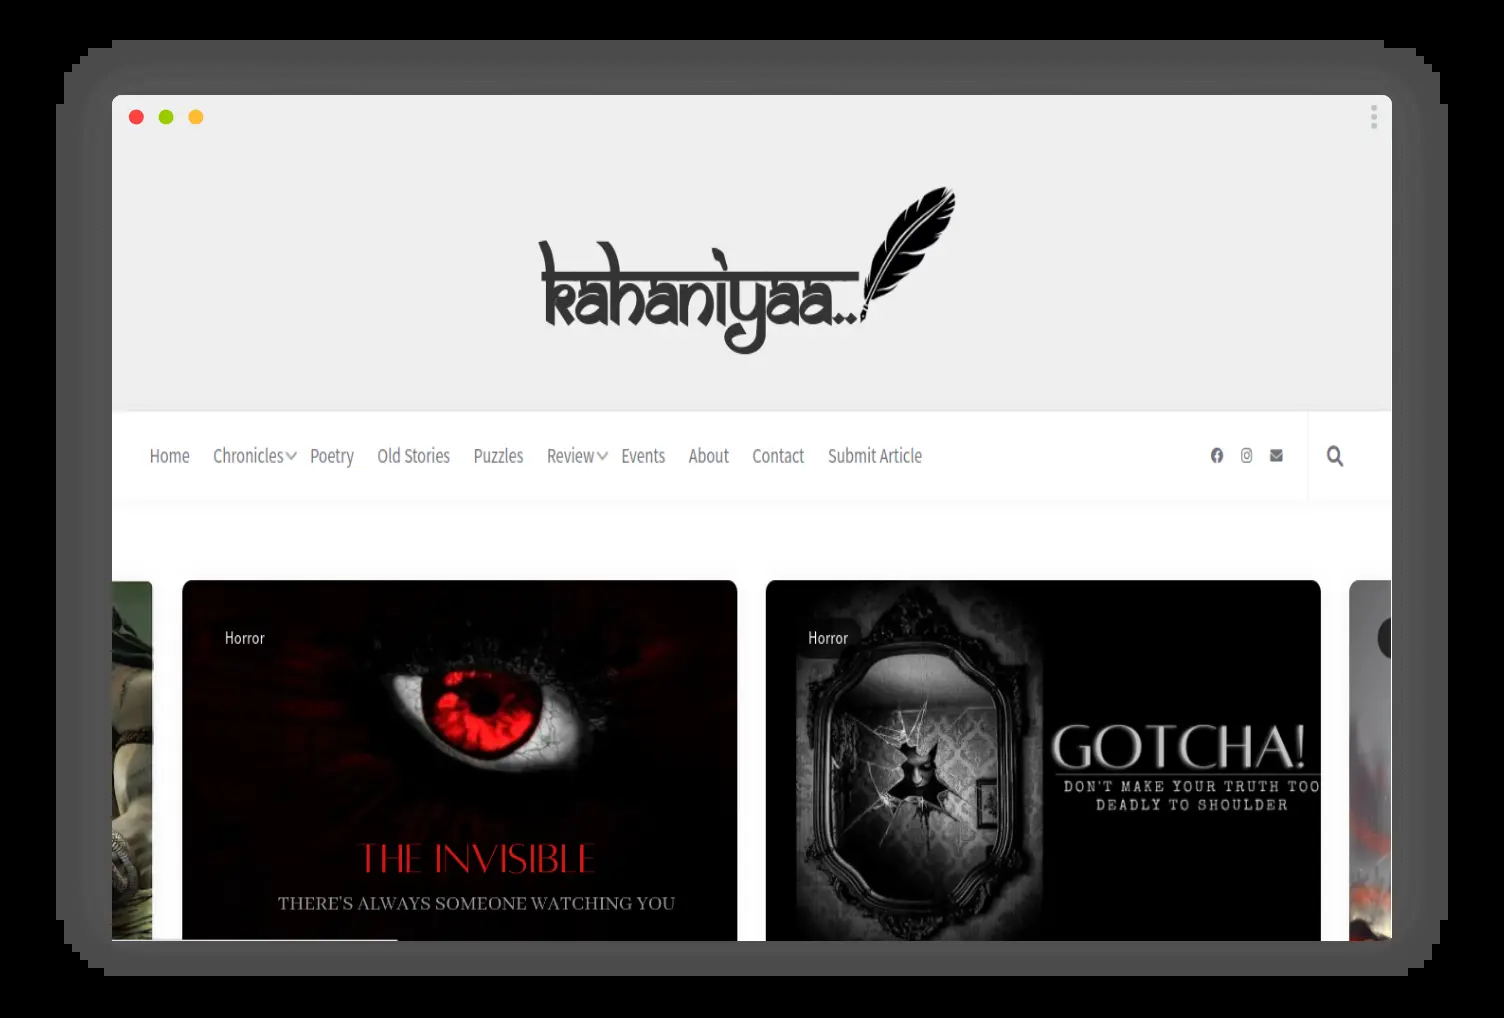 kahaniyaa..
Home Chronicles Poetry Old Stories Puzzles Review Events About Contact Submit Article
Horror
THE INVISIBLE
THERE'S ALWAYS SOMEONE WATCHING YOU
Horror
GOTCHA!
DON'T MAKE YOUR TRUTH TOO
DEADLY TO SHOULDER